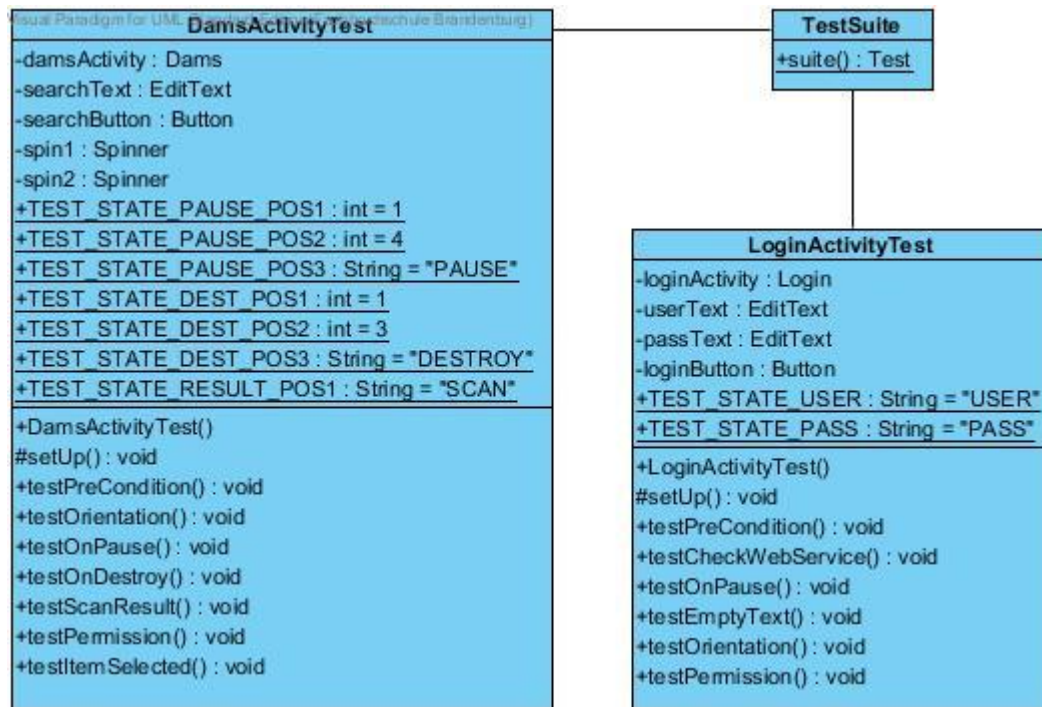 Visual Paradigm for UML
DamsActivityTest
-damsActivity : Dams
-searchText : EditText
-searchButton : Button
-spin1 : Spinner
-spin2 : Spinner
+TEST_STATE_PAUSE_POS1 : int = 1
+TEST_STATE_PAUSE_POS2 : int = 4
+TEST_STATE_PAUSE_POS3 : String = "PAUSE"
+TEST_STATE_DEST_POS1 : int = 1
+TEST_STATE_DEST_POS2 : int = 3
+TEST_STATE_DEST_POS3 : String = "DESTROY"
+TEST_STATE_RESULT_POS1 : String = "SCAN"
+DamsActivityTest()
#setUp() : void
+testPreCondition() : void
+testOrientation() : void
+testOnPause() : void
+testOnDestroy() : void
+testScanResult() : void
+testPermission() : void
+testItemSelected() : void
TestSuite
+suite() : Test
LoginActivityTest
-loginActivity : Login
-userText : EditText
-passText : EditText
-loginButton : Button
+TEST_STATE_USER : String = "USER"
+TEST_STATE_PASS : String = "PASS"
+LoginActivityTest()
#setUp() : void
+testPreCondition() : void
+testCheckWebService() : void
+testOnPause() : void
+testEmptyText() : void
+testOrientation() : void
+testPermission() : void